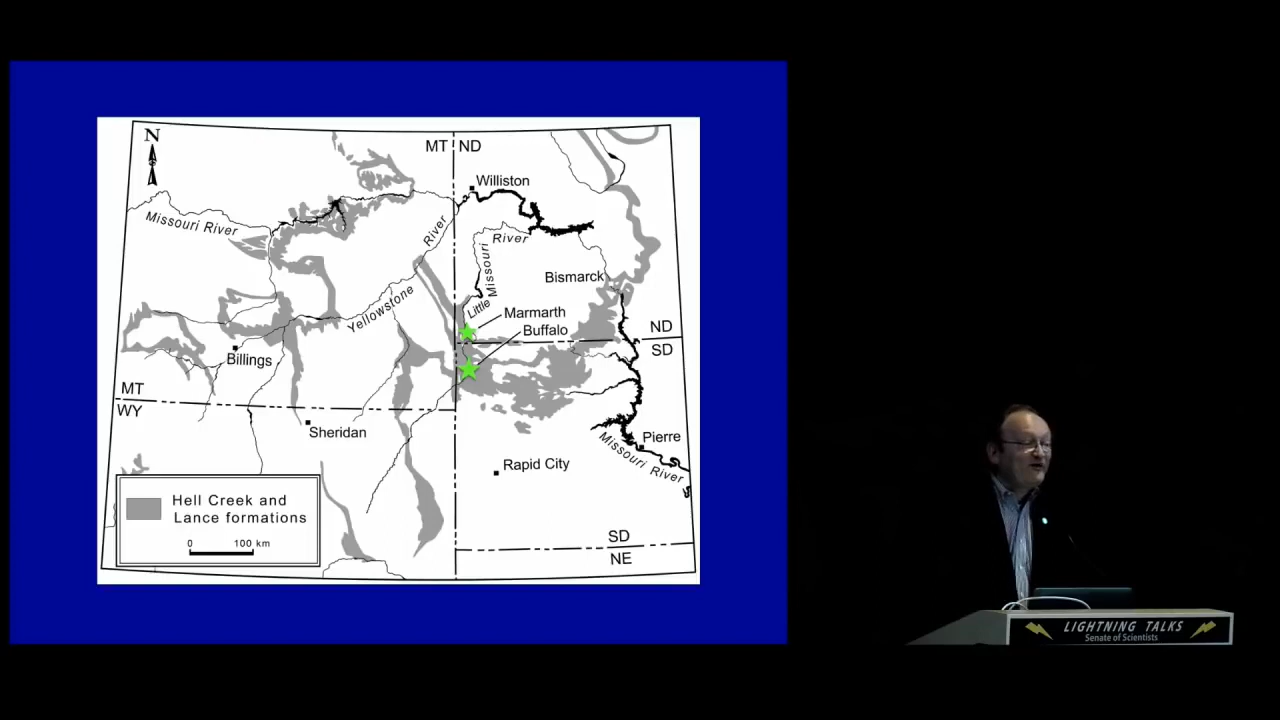 N
MT ND
Williston
Missouri River
River
River
Missouri
Little
Bismarck
Yellowstone
Marmarth
Buffalo
ND
SD
Billings
MT
WY
Sheridan
Pierre
Missouri River
Rapid City
Hell Creek and
Lance formations
0 100 km
SD
NE
LIGHTNING TALKS
Senate of Scientists